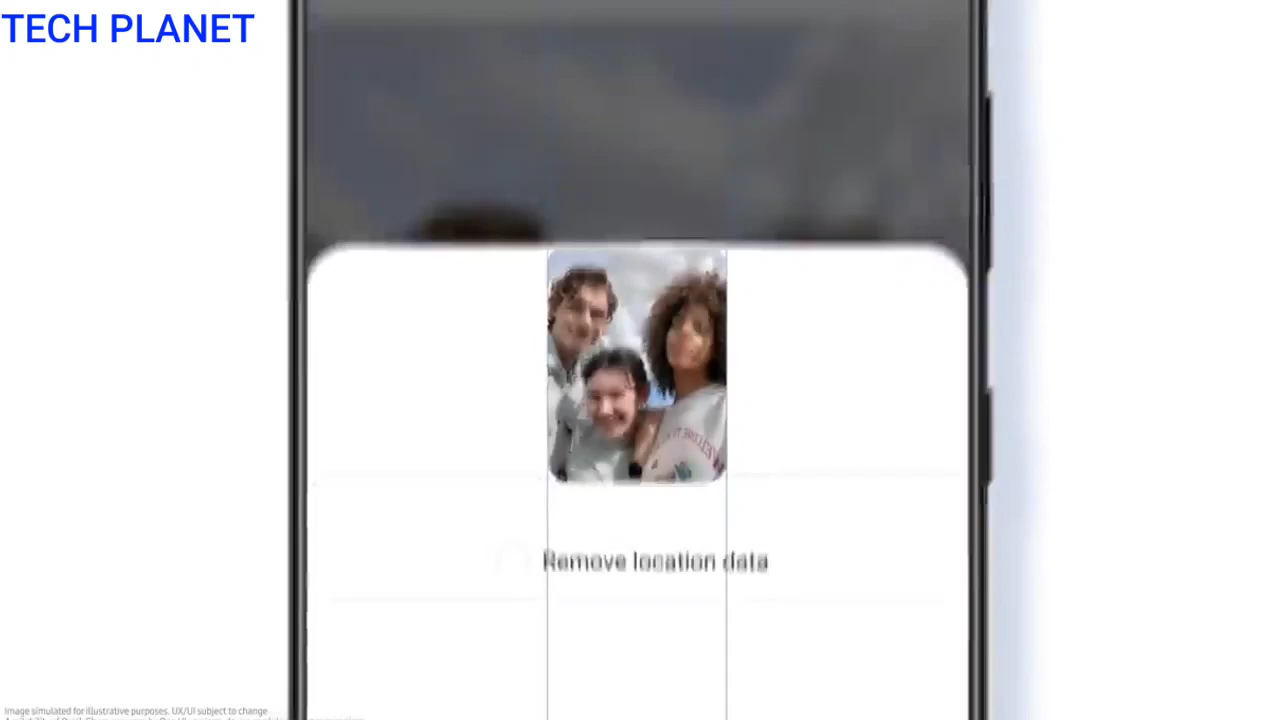 TECH PLANET
Remove location data
Image simulated for illustrative purposes. UX/UI subject to change